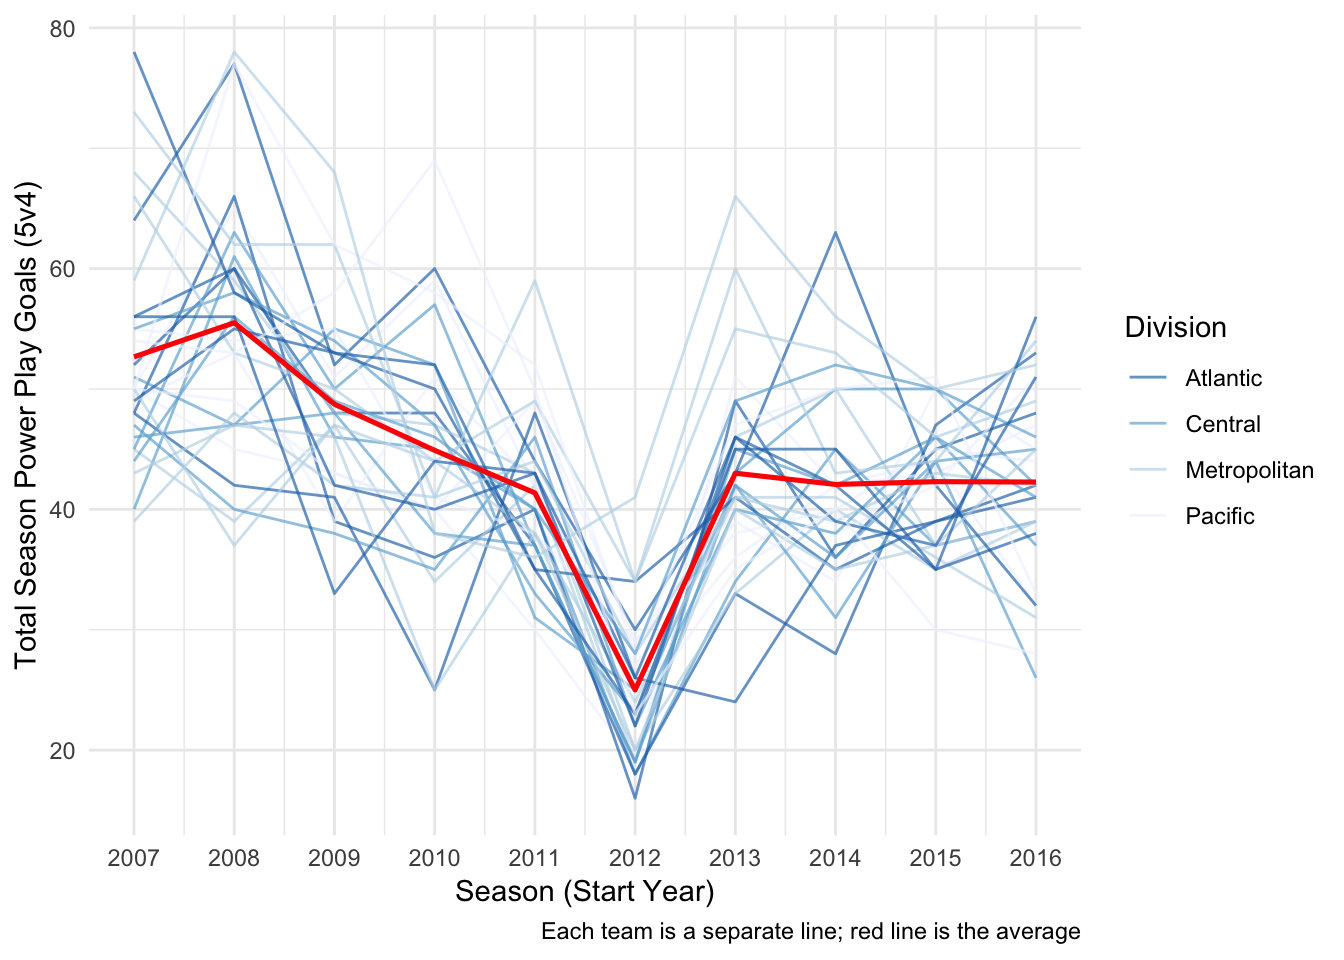 80
60
40
20
Total Season Power Play Goals (5v4)
2007 2008 2009 2010 2011 2012 2013 2014 2015 2016
Season (Start Year)
Each team is a separate line; red line is the average
Division
Atlantic
Central
Metropolitan
Pacific